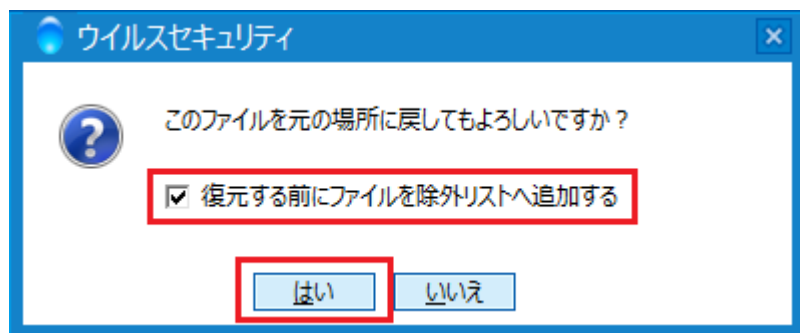 ウイルスセキュリティ
このファイルを元の場所に戻してもよろしいですか？
復元する前にファイルを除外リストへ追加する
はい
いいえ